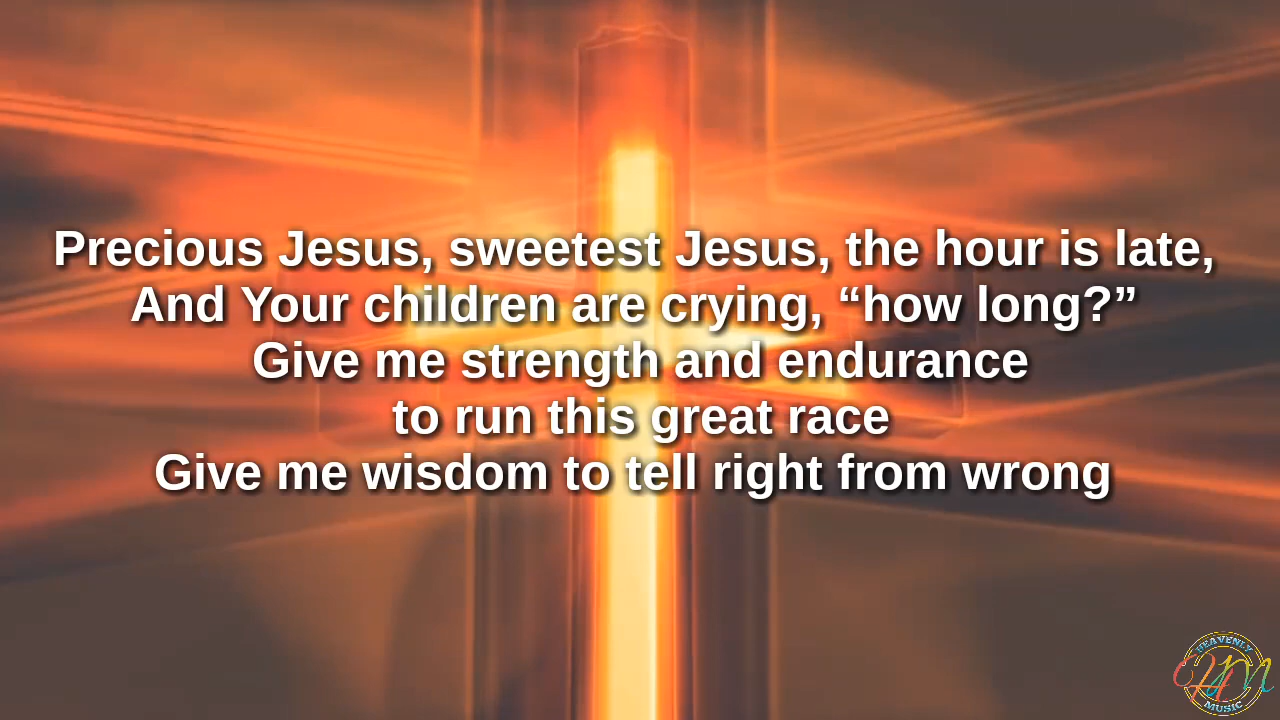 Precious Jesus, sweetest Jesus, the hour is late,
And Your children are crying, “how long?”
Give me strength and endurance
to run this great race
Give me wisdom to tell right from wrong
HEAVENLY
MUSIC